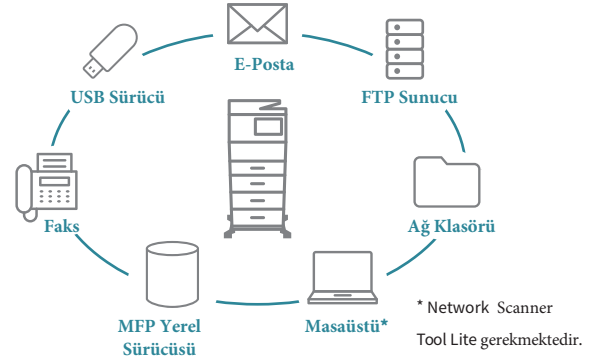 E-Posta
USB Sürücü
FTP Sunucu
Faks
Ağ Klasörü
MFP Yerel
Sürücüsü
Masaüstü*
* Network Scanner
Tool Lite gerekmektedir.